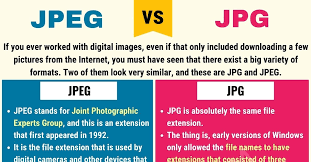 JPEG VS JPG
If you ever worked with digital images, even if that only included downloading a few
pictures from the Internet, you must have seen that there exist a big variety of
formats. Two of them look very similar, and these are JPG and JPEG.
JPEG
• JPEG stands for Joint Photographic
Experts Group, and this is an extension
that first appeared in 1992.
• It is the file extension that is used by
digital cameras and other devices that
JPG
• JPG is absolutely the same file
extension.
• The thing is, early versions of Windows
only allowed the file names to have
extensions that consisted of three